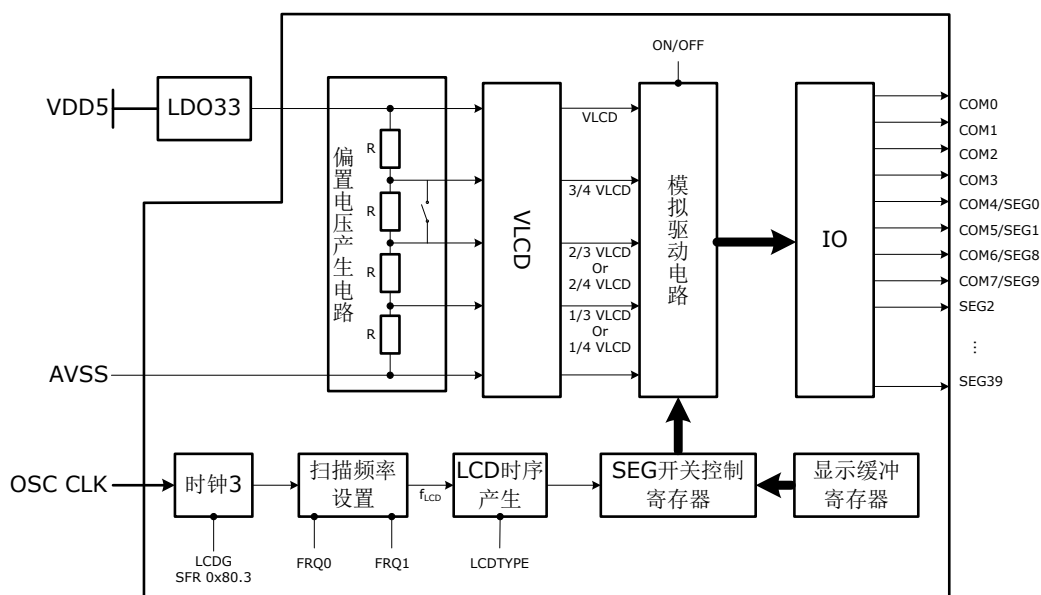 ON/OFF
VDD5
LDO33
VLCD
COM0
COM1
COM2
COM3
COM4/SEG0
COM5/SEG1
COM6/SEG8
COM7/SEG9
SEG2
...
SEG39
R
R
R
R
偏置电压产生电路
VLCD
3/4 VLCD
2/3 VLCD
Or
2/4 VLCD
1/3 VLCD
Or
1/4 VLCD
模拟驱动电路
IO
AVSS
OSC CLK
时钟3
扫描频率
设置
fLCD
LCD时序
产生
SEG开关控制
寄存器
显示缓冲
寄存器
LCDG
SFR 0x80.3
FRQ0
FRQ1
LCDTYPE